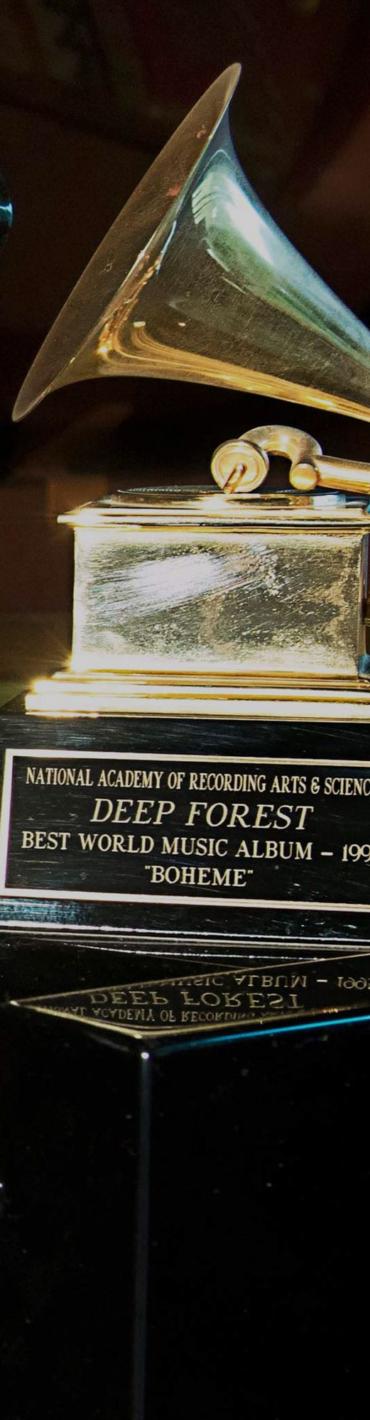 NATIONAL ACADEMY OF RECORDING ARTS & SCIENC
DEEP FOREST
BEST WORLD MUSIC ALBUM – 199
"BOHEME"